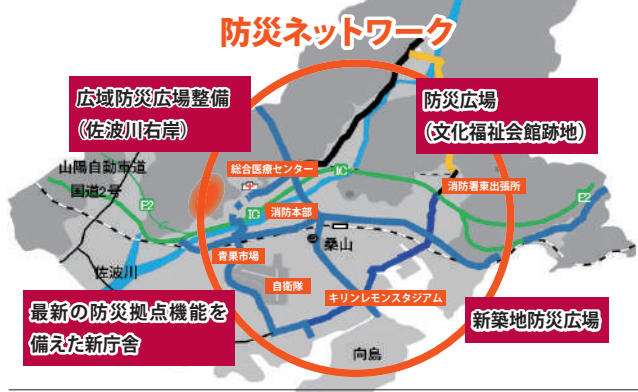 防災ネットワーク
広域防災広場整備
（佐波川右岸）
防災広場
（文化福祉会館跡地）
山陽自動車道
国道2号
総合医療センター
IC
消防署東出張所
E2
E2
IC
消防本部
桑山
青果市場
佐波川
自衛隊
キリンレモンスタジアム
最新の防災拠点機能を
備えた新庁舎
新築地防災広場
向島